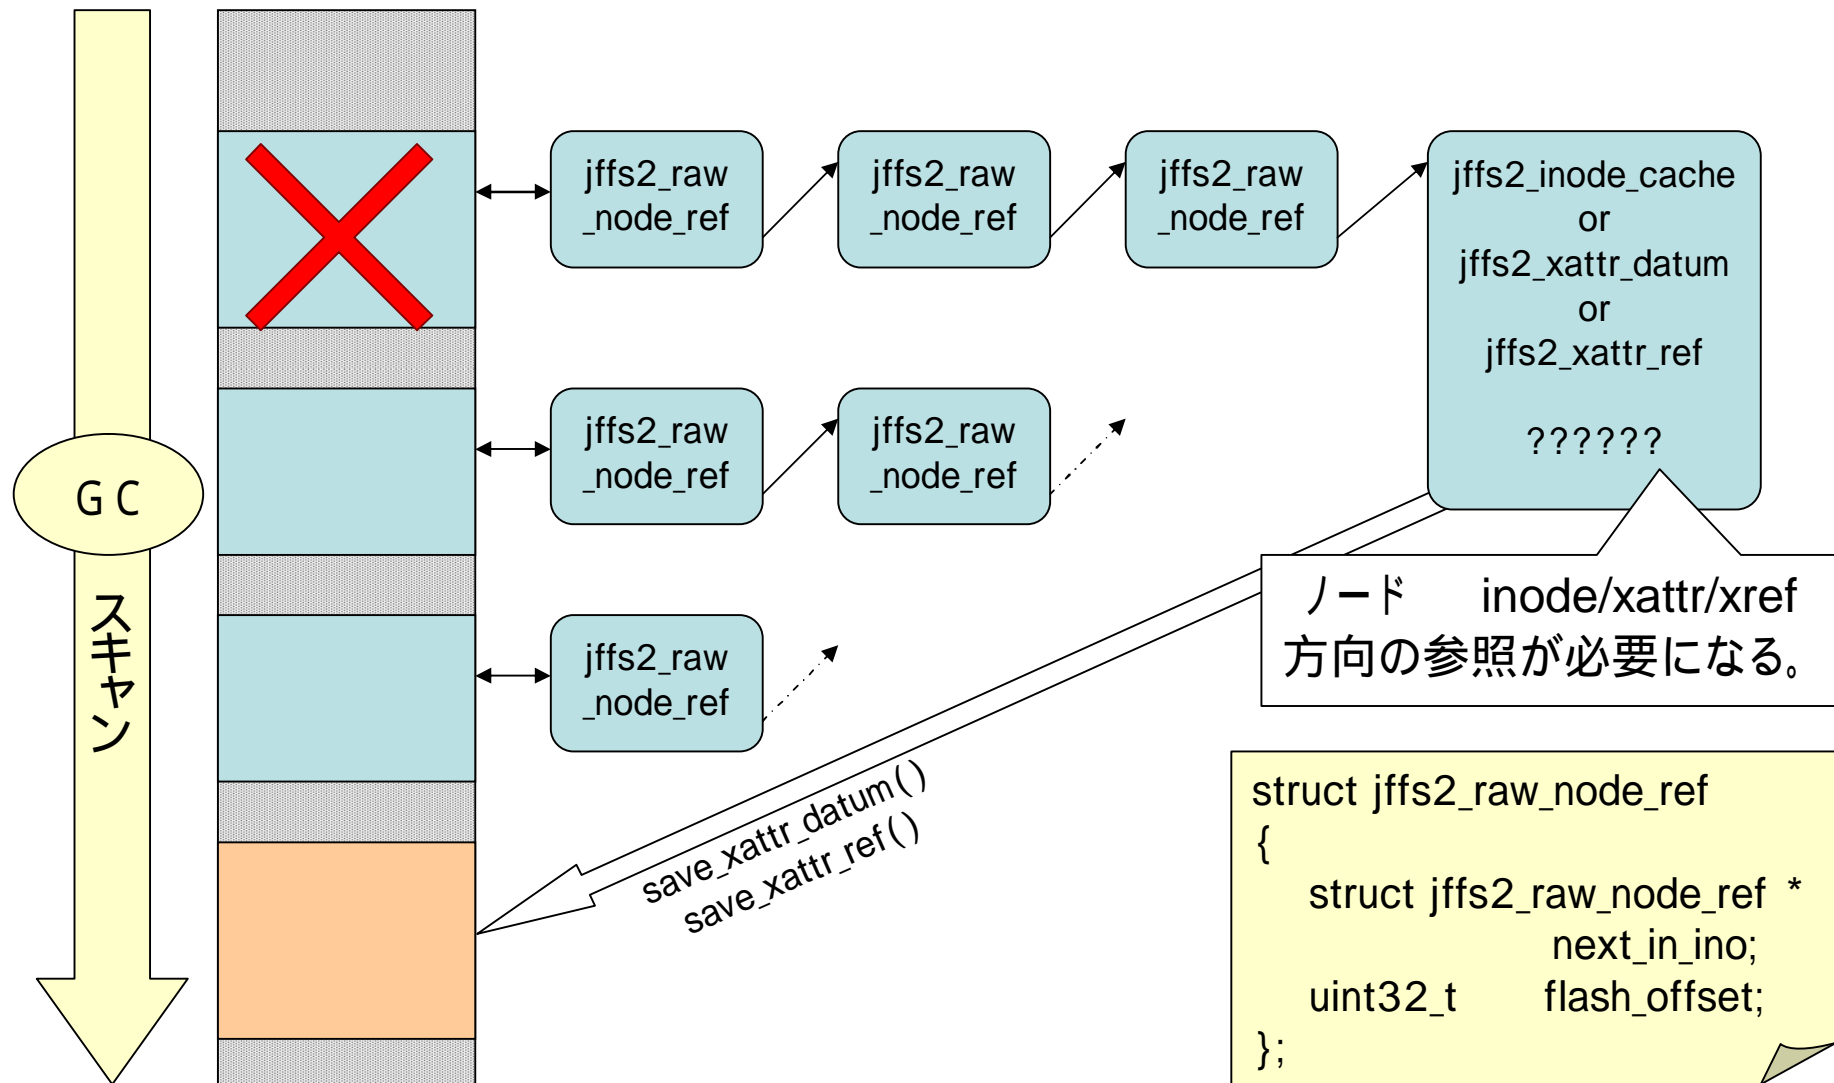 jffs2_raw
_node_ref
jffs2_raw
_node_ref
jffs2_raw
_node_ref
jffs2_inode_cache
or
jffs2_xattr_datum
or
jffs2_xattr_ref
??????
jffs2_raw
_node_ref
jffs2_raw
_node_ref
GC
スキャン
ノード inode/xattr/xref
方向の参照が必要になる。
jffs2_raw
_node_ref
save_xattr_datum()
save_xattr_ref()
struct jffs2_raw_node_ref
{
struct jffs2_raw_node_ref *
next_in_ino;
uint32_t flash_offset;
};